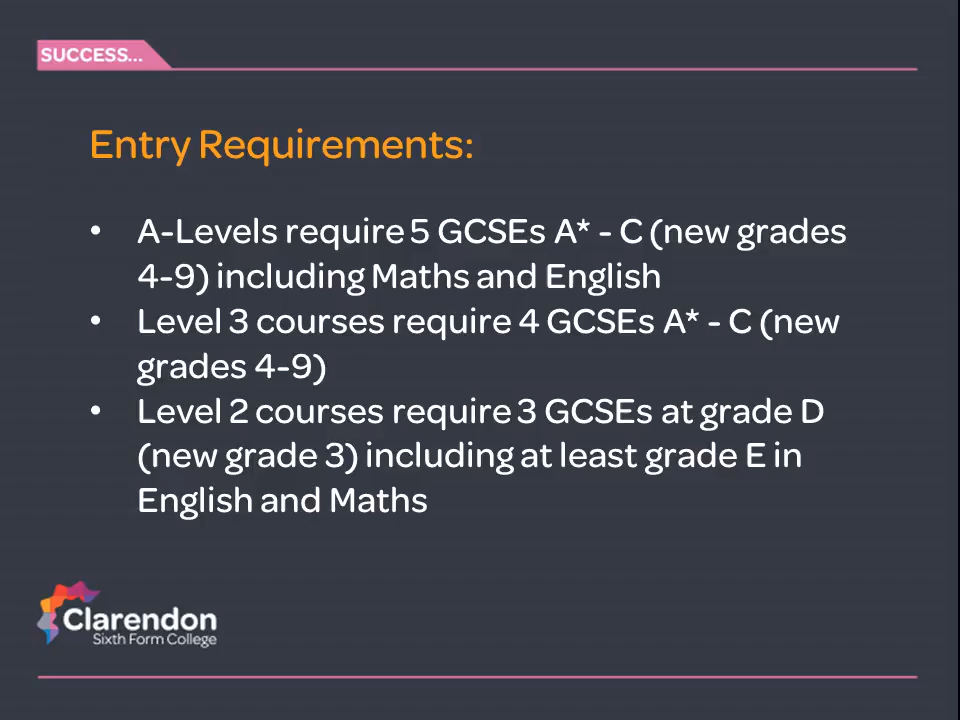 SUCCESS...
Entry Requirements:
• A-Levels require 5 GCSEs A* - C (new grades
4-9) including Maths and English
• Level 3 courses require 4 GCSEs A* - C (new
grades 4-9)
• Level 2 courses require 3 GCSEs at grade D
(new grade 3) including at least grade E in
English and Maths
Clarendon
Sixth Form College